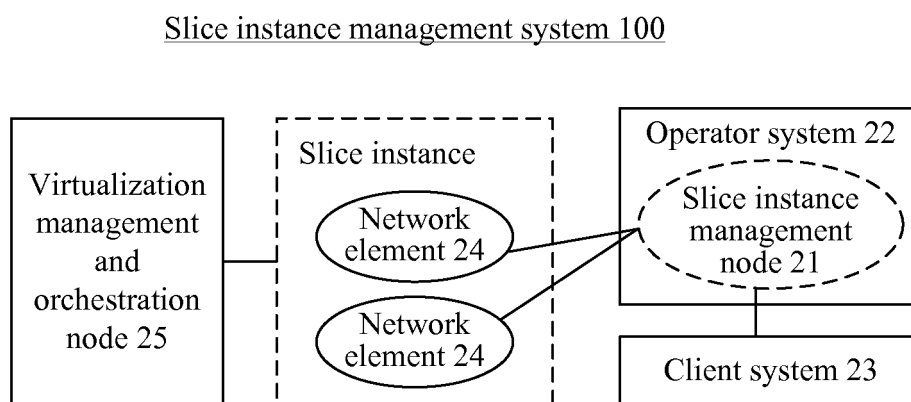 Slice instance management system 100
Virtualization
management
and
orchestration
node 25
Slice instance
Network
element 24
Network
element 24
Operator system 22
Slice instance
management
node 21
Client system 23